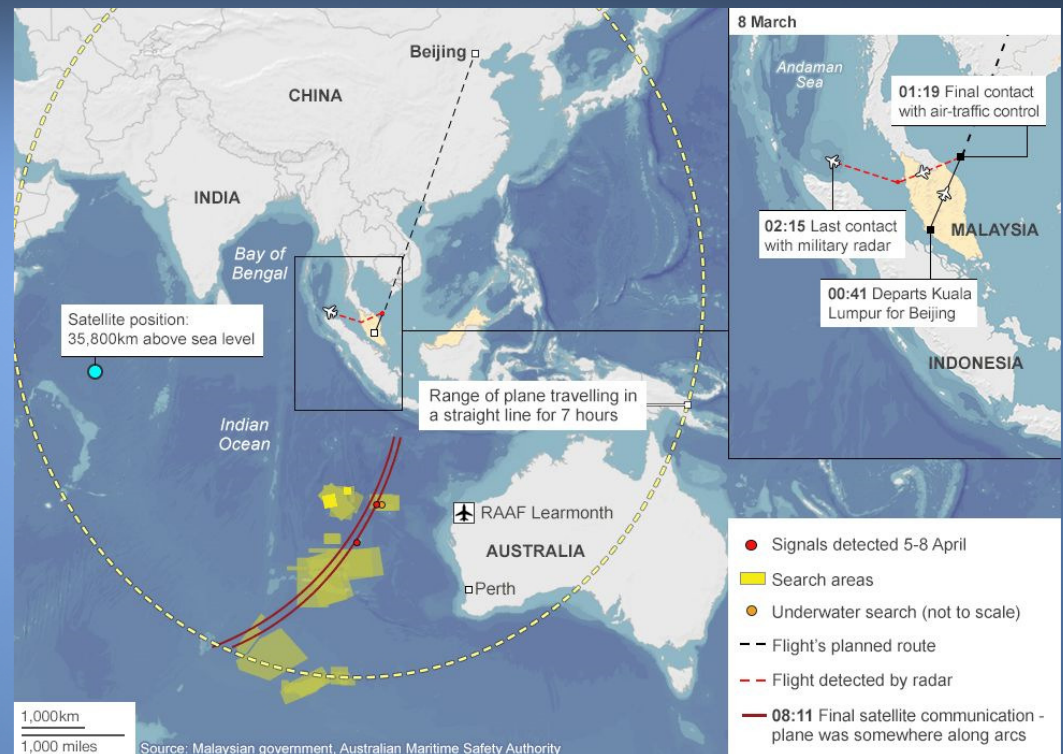 Beijing
CHINA
INDIA
Bay of
Bengal
Satellite position:
35,800km above sea level
Range of plane travelling in
a straight line for 7 hours
Indian
Ocean
RAAF Learmonth
AUSTRALIA
Perth
1,000km
1,000 miles
Source: Malaysian government, Australian Maritime Safety Authority
8 March
Andaman
Sea
01:19 Final contact
with air-traffic control
02:15 Last contact
with military radar
MALAYSIA
00:41 Departs Kuala
Lumpur for Beijing
INDONESIA
Signals detected 5-8 April
Search areas
Underwater search (not to scale)
Flight's planned route
Flight detected by radar
08:11 Final satellite communication -
plane was somewhere along arcs